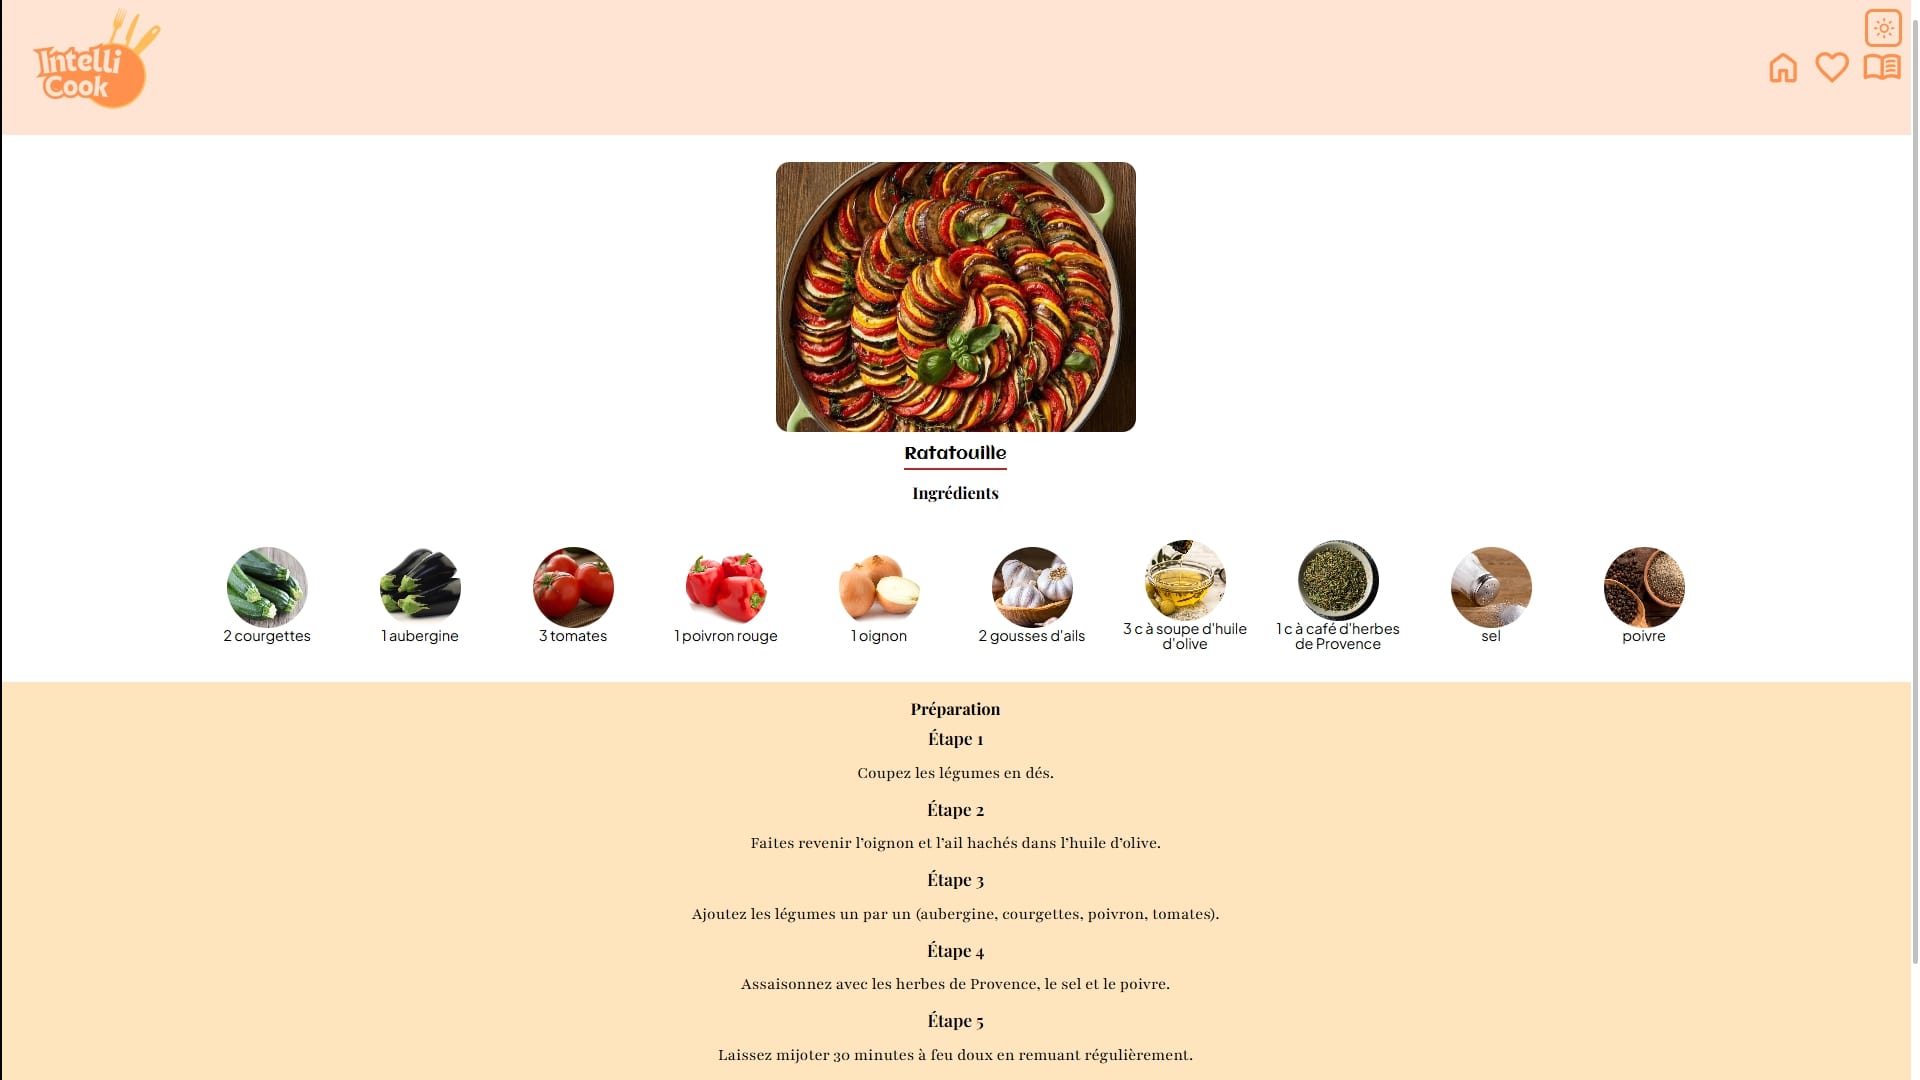 Intelli
Cook
Ratatouille
Ingrédients
2 courgettes
1 aubergine
3 tomates
1 poivron rouge
1 oignon
2 gousses d'ails
3 c à soupe d'huile
d'olive
1 c à café d'herbes
de Provence
sel
poivre
Préparation
Étape 1
Coupez les légumes en dés.
Étape 2
Faites revenir l’oignon et l’ail hachés dans l’huile d’olive.
Étape 3
Ajoutez les légumes un par un (aubergine, courgettes, poivron, tomates).
Étape 4
Assaisonnez avec les herbes de Provence, le sel et le poivre.
Étape 5
Laissez mijoter 30 minutes à feu doux en remuant régulièrement.